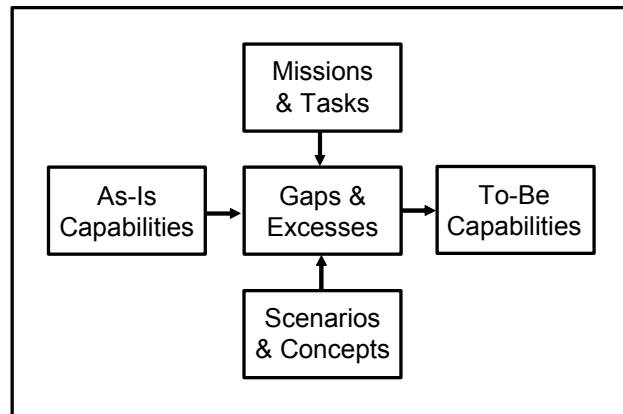 Missions
& Tasks
As-Is
Capabilities
Gaps &
Excesses
To-Be
Capabilities
Scenarios
& Concepts